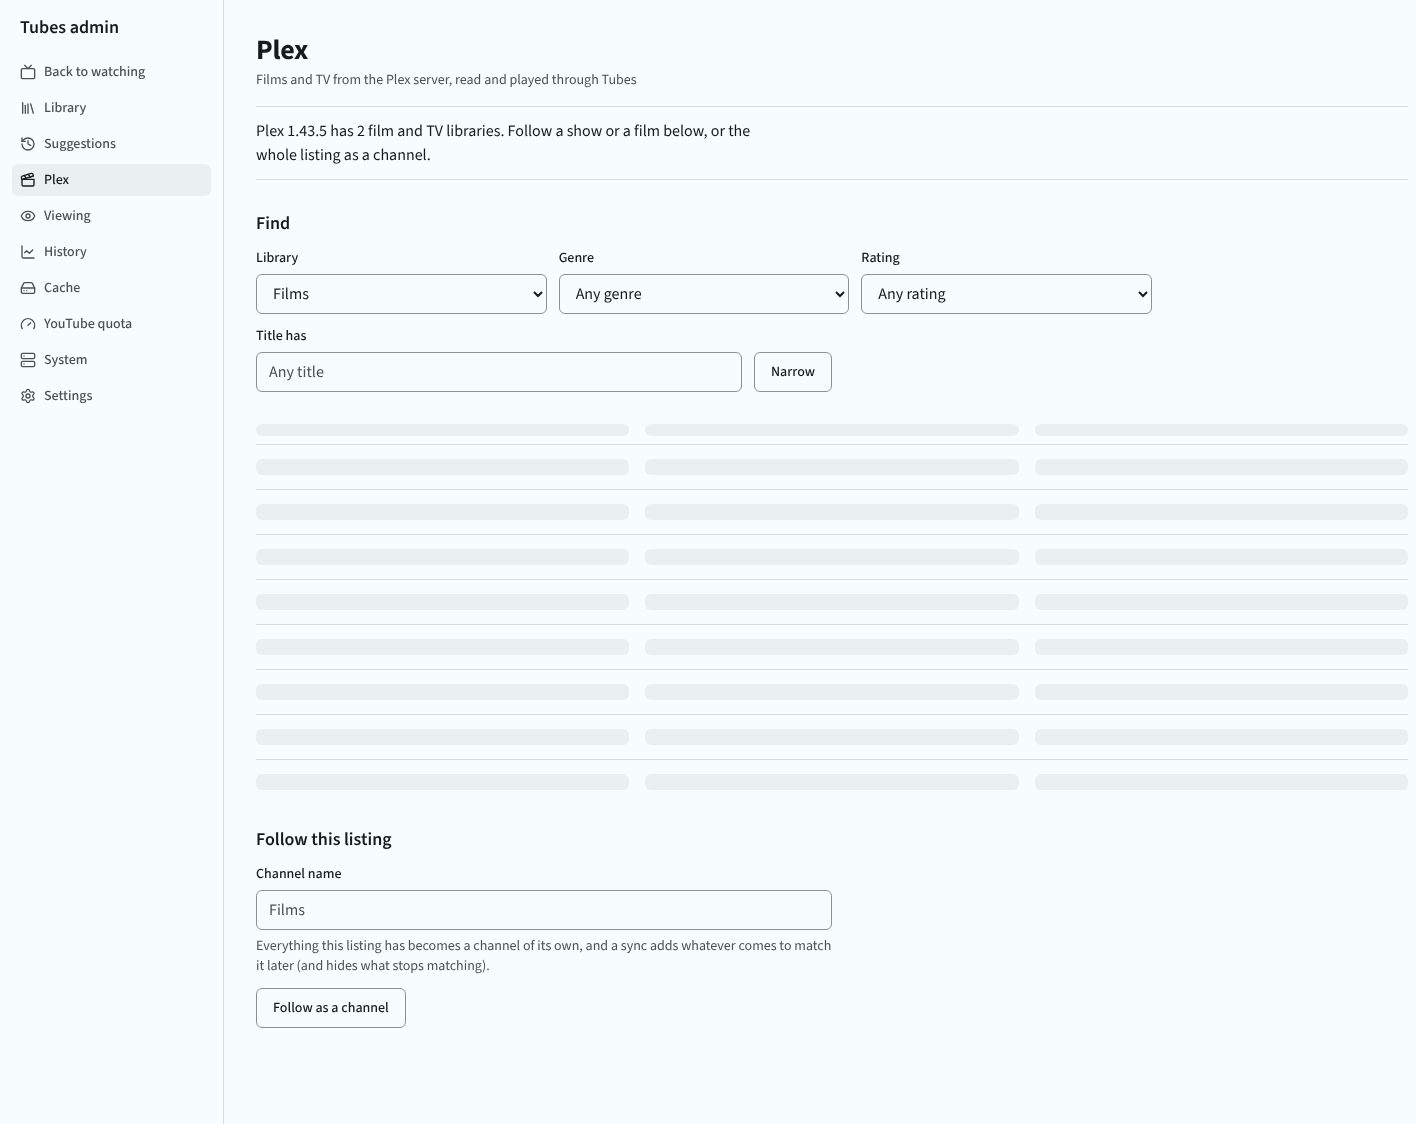 Tubes admin
Back to watching
Library
Suggestions
Plex
Viewing
History
Cache
YouTube quota
System
Settings
Plex
Films and TV from the Plex server, read and played through Tubes
Plex 1.43.5 has 2 film and TV libraries. Follow a show or a film below, or the
whole listing as a channel.
Find
Library
Genre
Rating
Films
Any genre
Any rating
Title has
Any title
Narrow
Follow this listing
Channel name
Films
Everything this listing has becomes a channel of its own, and a sync adds whatever comes to match
it later (and hides what stops matching).
Follow as a channel